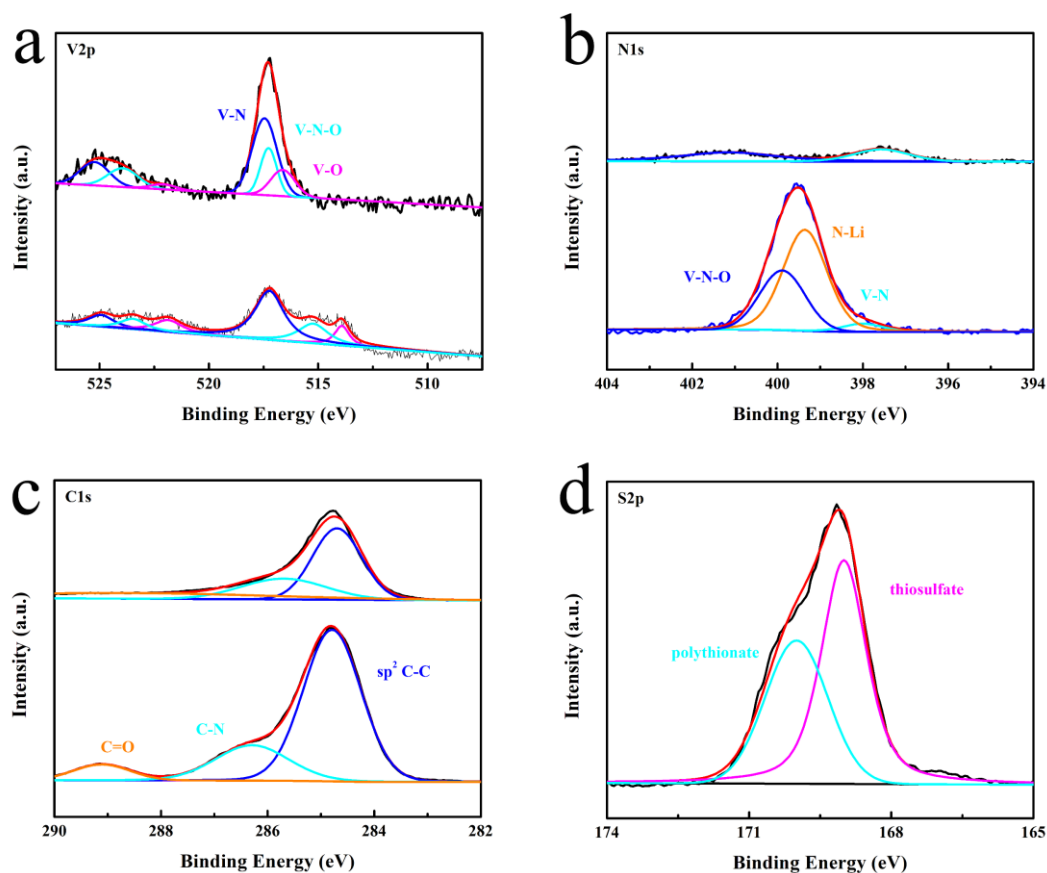 a
V2p
V-N
V-N-O
V-O
Intensity (a.u.)
525
520
515
510
Binding Energy (eV)
b
N1s
N-Li
V-N-O
V-N
Intensity (a.u.)
404
402
400
398
396
394
Binding Energy (eV)
c
C1s
sp² C-C
C-N
C=O
Intensity (a.u.)
290
288
286
284
282
Binding Energy (eV)
d
S2p
thiosulfate
polythionate
Intensity (a.u.)
174
171
168
165
Binding Energy (eV)